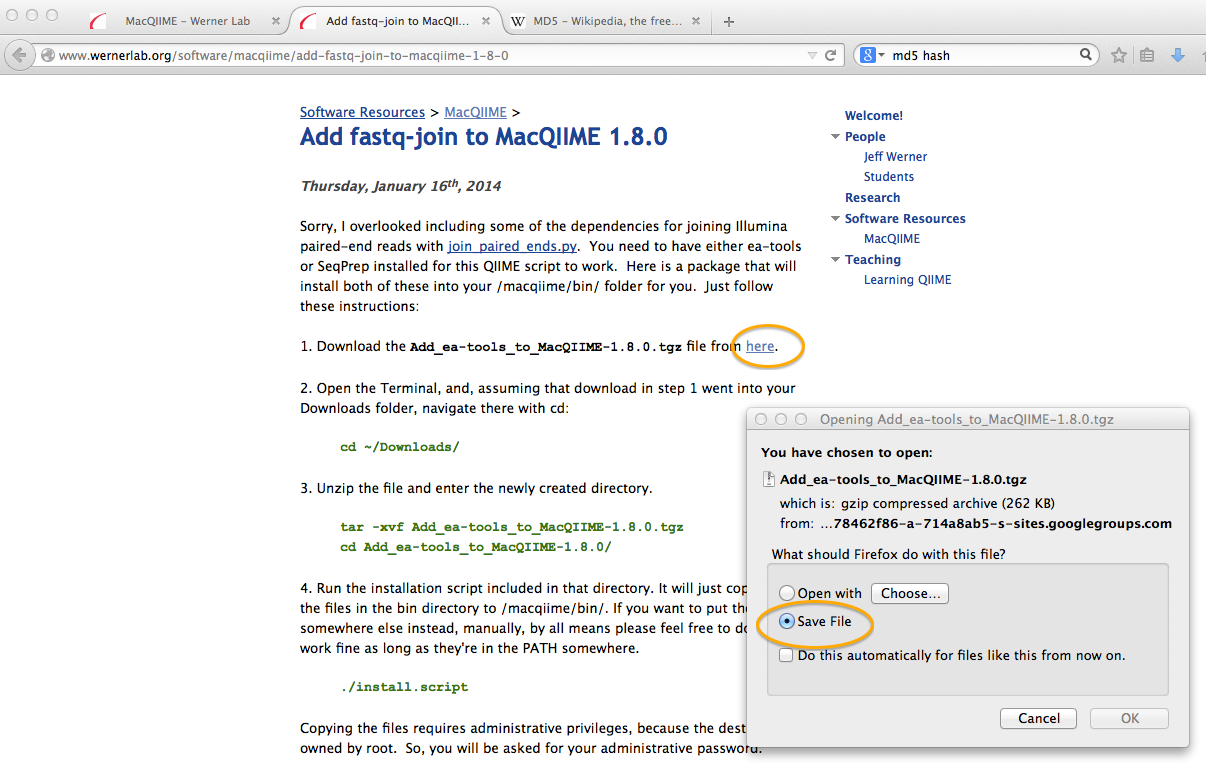 MacQIIME - Werner Lab
Add fastq-join to MacQII...
MD5 - Wikipedia, the free...
www.wernerlab.org/software/macqiime/add-fastq-join-to-macqiime-1-8-0
8
md5 hash
Software Resources > MacQIIME >
Add fastq-join to MacQIIME 1.8.0
Thursday, January 16th, 2014
Sorry, I overlooked including some of the dependencies for joining Illumina
paired-end reads with join_paired_ends.py. You need to have either ea-tools
or SeqPrep installed for this QIIME script to work. Here is a package that will
install both of these into your /macqiime/bin/ folder for you. Just follow
these instructions:
1. Download the Add_ea-tools_to_MacQIIME-1.8.0.tgz file from here.
2. Open the Terminal, and, assuming that download in step 1 went into your
Downloads folder, navigate there with cd:
cd ~/Downloads/
3. Unzip the file and enter the newly created directory.
tar -xvf Add_ea-tools_to_MacQIIME-1.8.0.tgz
cd Add_ea-tools_to_MacQIIME-1.8.0/
4. Run the installation script included in that directory. It will just
the files in the bin directory to /macqiime/bin/. If you want to put
somewhere else instead, manually, by all means please feel free to
work fine as long as they're in the PATH somewhere.
./install.script
Copying the files requires administrative privileges, because the
owned by root. So, you will be asked for your administrative password.
Welcome!
People
Jeff Werner
Students
Research
Software Resources
MacQIIME
Teaching
Learning QIIME
Opening Add_ea-tools_to_MacQIIME-1.8.0.tgz
You have chosen to open:
Add_ea-tools_to_MacQIIME-1.8.0.tgz
which is: gzip compressed archive (262 KB)
from: ...78462f86-a-714a8ab5-s-sites.googlegroups.com
What should Firefox do with this file?
Open with Choose...
Save File
Do this automatically for files like this from now on.
Cancel OK